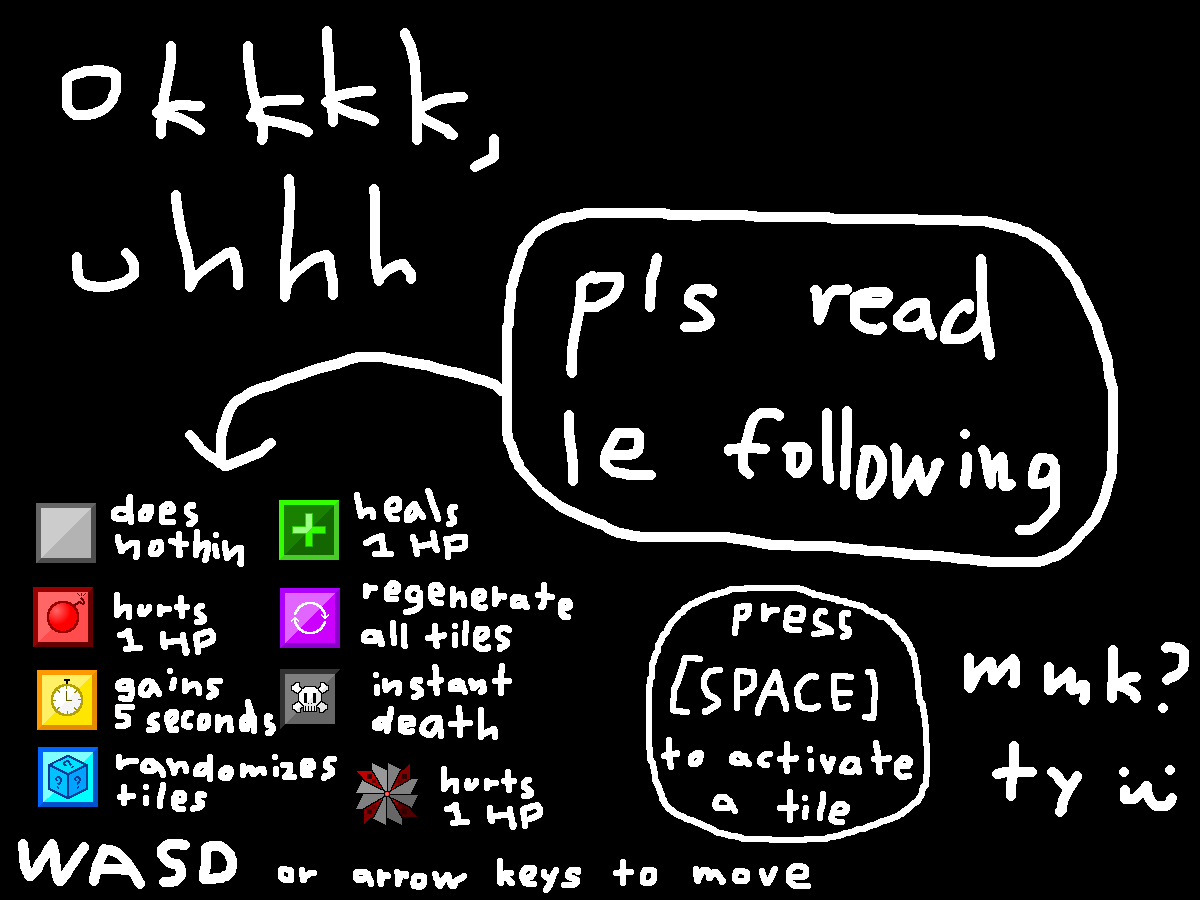 okkkk,
uhhh
pls read
le following
does
nothin
heals
1 HP
hurts
1 HP
regenerate
all tiles
gains
5 seconds
instant
death
randomizes
tiles
hurts
1 HP
press
[SPACE]
to activate
a tile
mmk?
ty :)
WASD or arrow keys to move